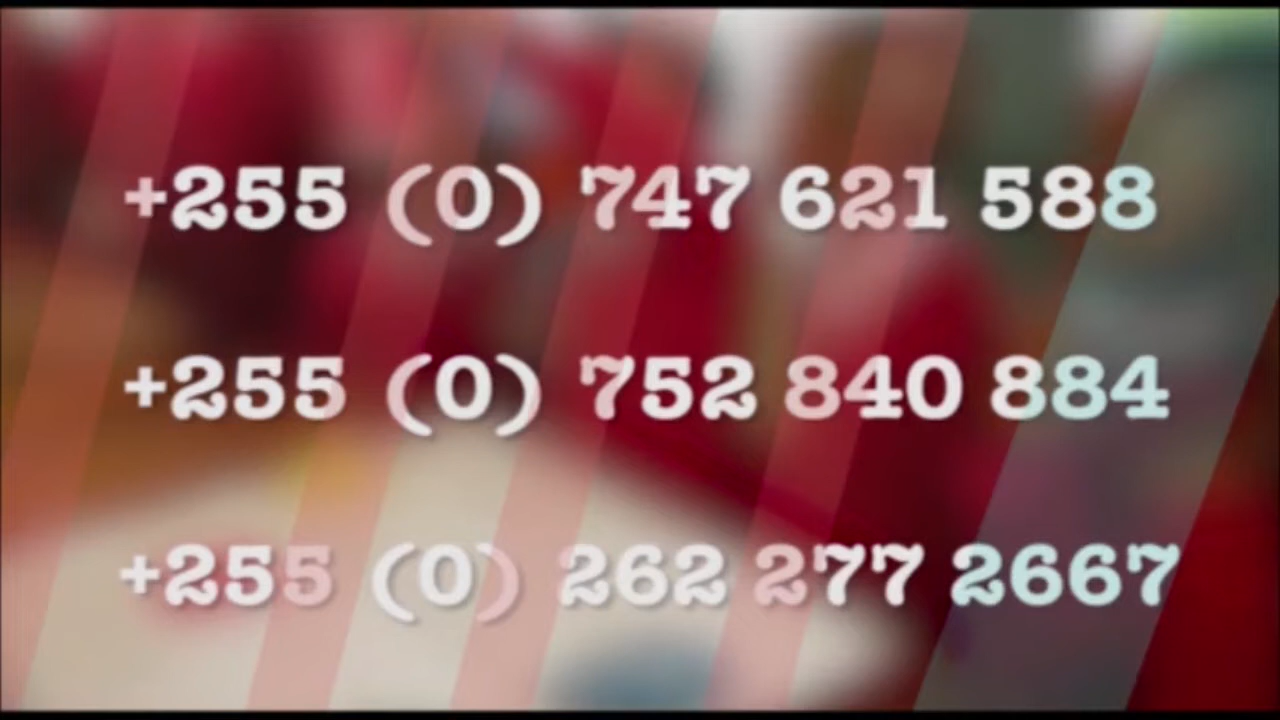 +255 (0) 747 621 588
+255 (0) 752 840 884
+255 (0) 262 277 2667